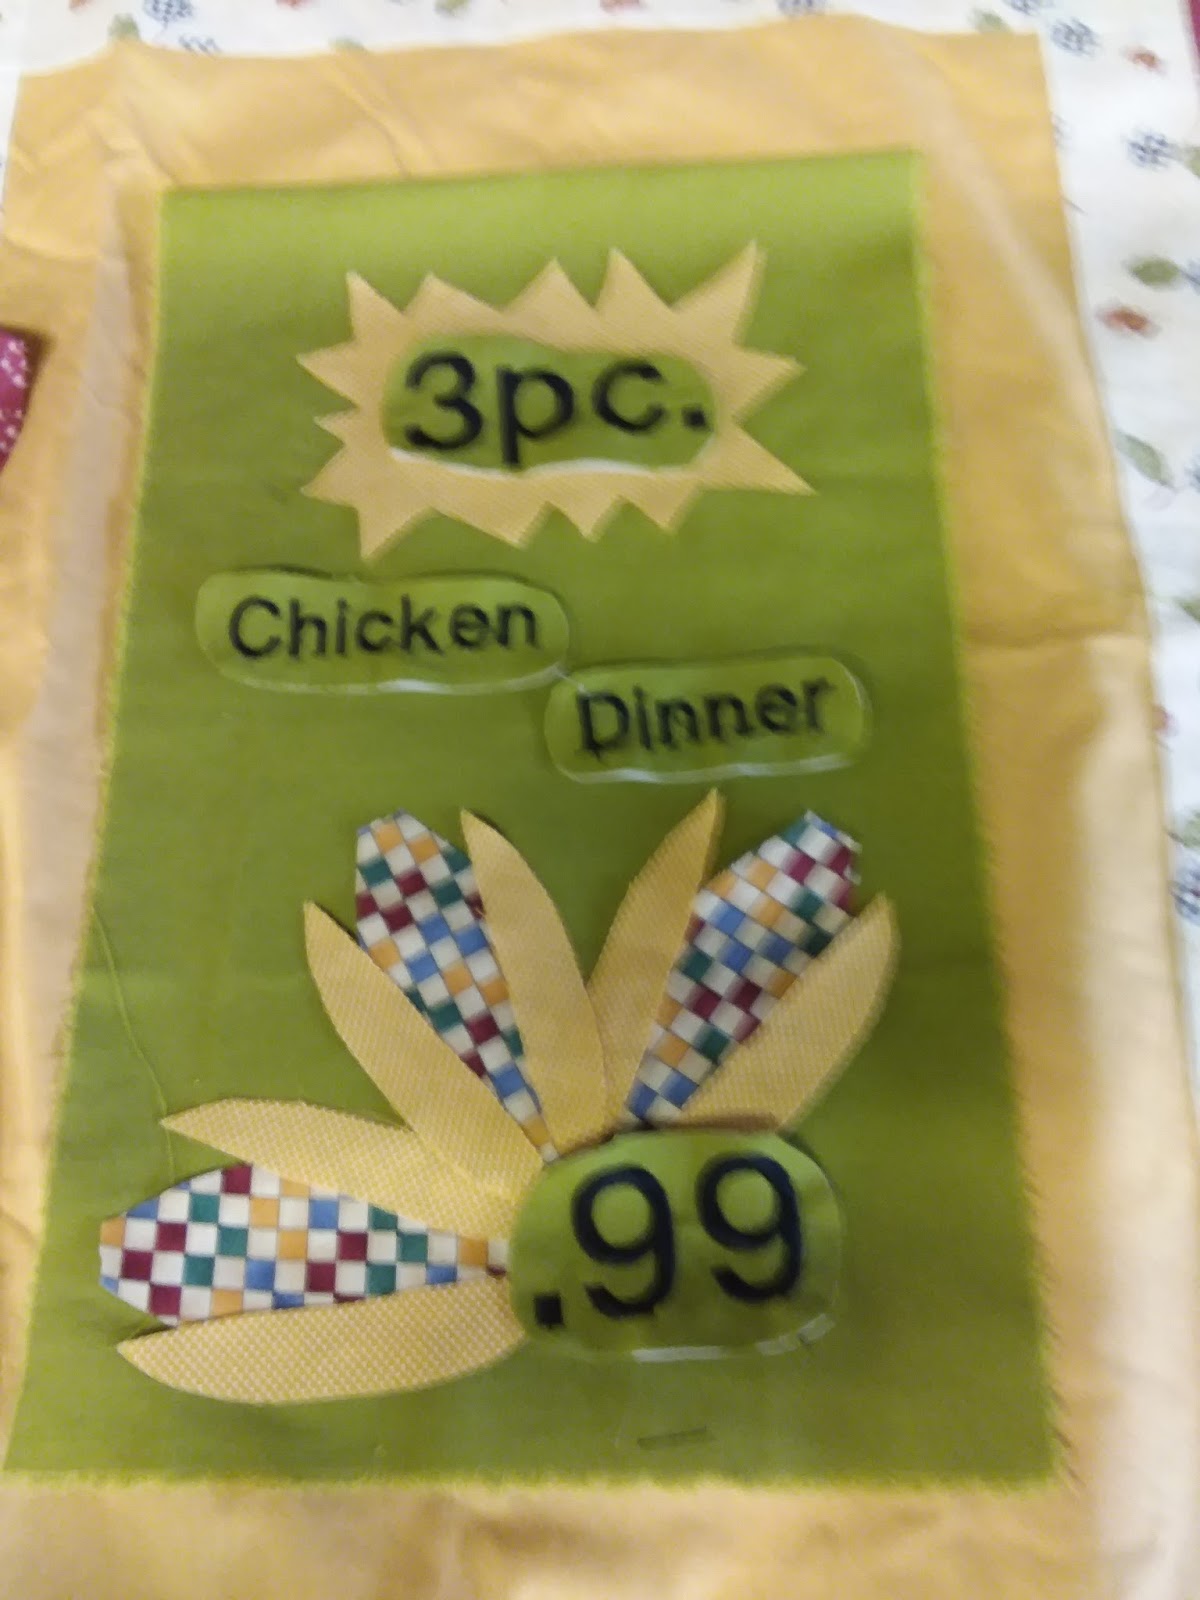 3pc.
Chicken
Dinner
.99